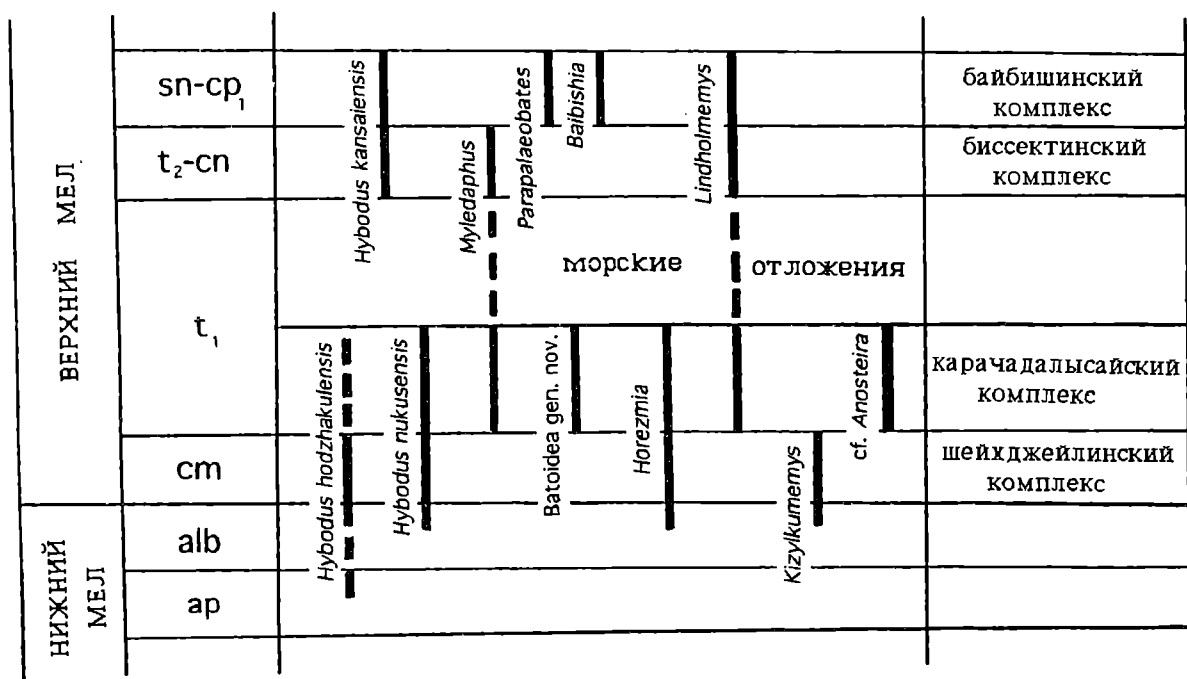 ВЕРХНИЙ МЕЛ
НИЖНИЙ
МЕЛ
sn-cp₁
t₂-cn
t₁
cm
alb
ap
Hybodus kansaiensis
Myledaphus
Parapalaeobates
Baibishia
Lindholmemys
морские отложения
Hybodus hodzhakulensis
Hybodus nukusensis
Batoidea gen. nov.
Horezmia
Kizylkumemys
cf. Anosteira
байбишинский
комплекс
биссектинский
комплекс
карачадалысайский
комплекс
шейхджейлинский
комплекс